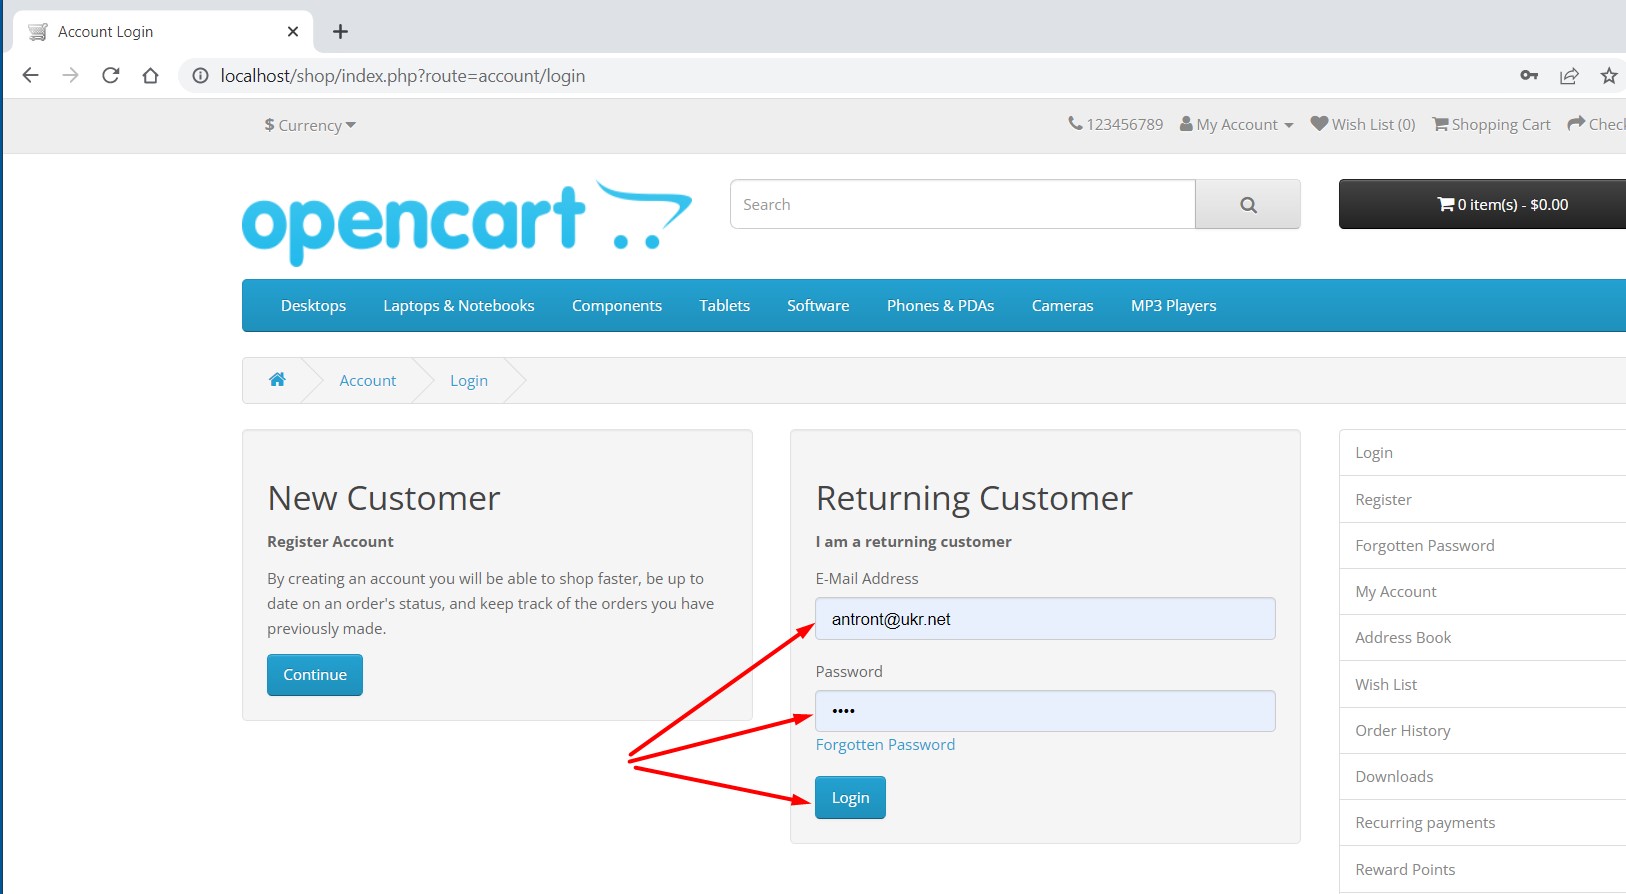 Account Login
localhost/shop/index.php?route=account/login
$ Currency
123456789 My Account Wish List (0) Shopping Cart Chec
opencart
Search
0 item(s) - $0.00
Desktops Laptops & Notebooks Components Tablets Software Phones & PDAs Cameras MP3 Players
Account Login
New Customer
Register Account
By creating an account you will be able to shop faster, be up to
date on an order's status, and keep track of the orders you have
previously made.
Continue
Returning Customer
I am a returning customer
E-Mail Address
antront@ukr.net
Password
••••
Forgotten Password
Login
Login
Register
Forgotten Password
My Account
Address Book
Wish List
Order History
Downloads
Recurring payments
Reward Points